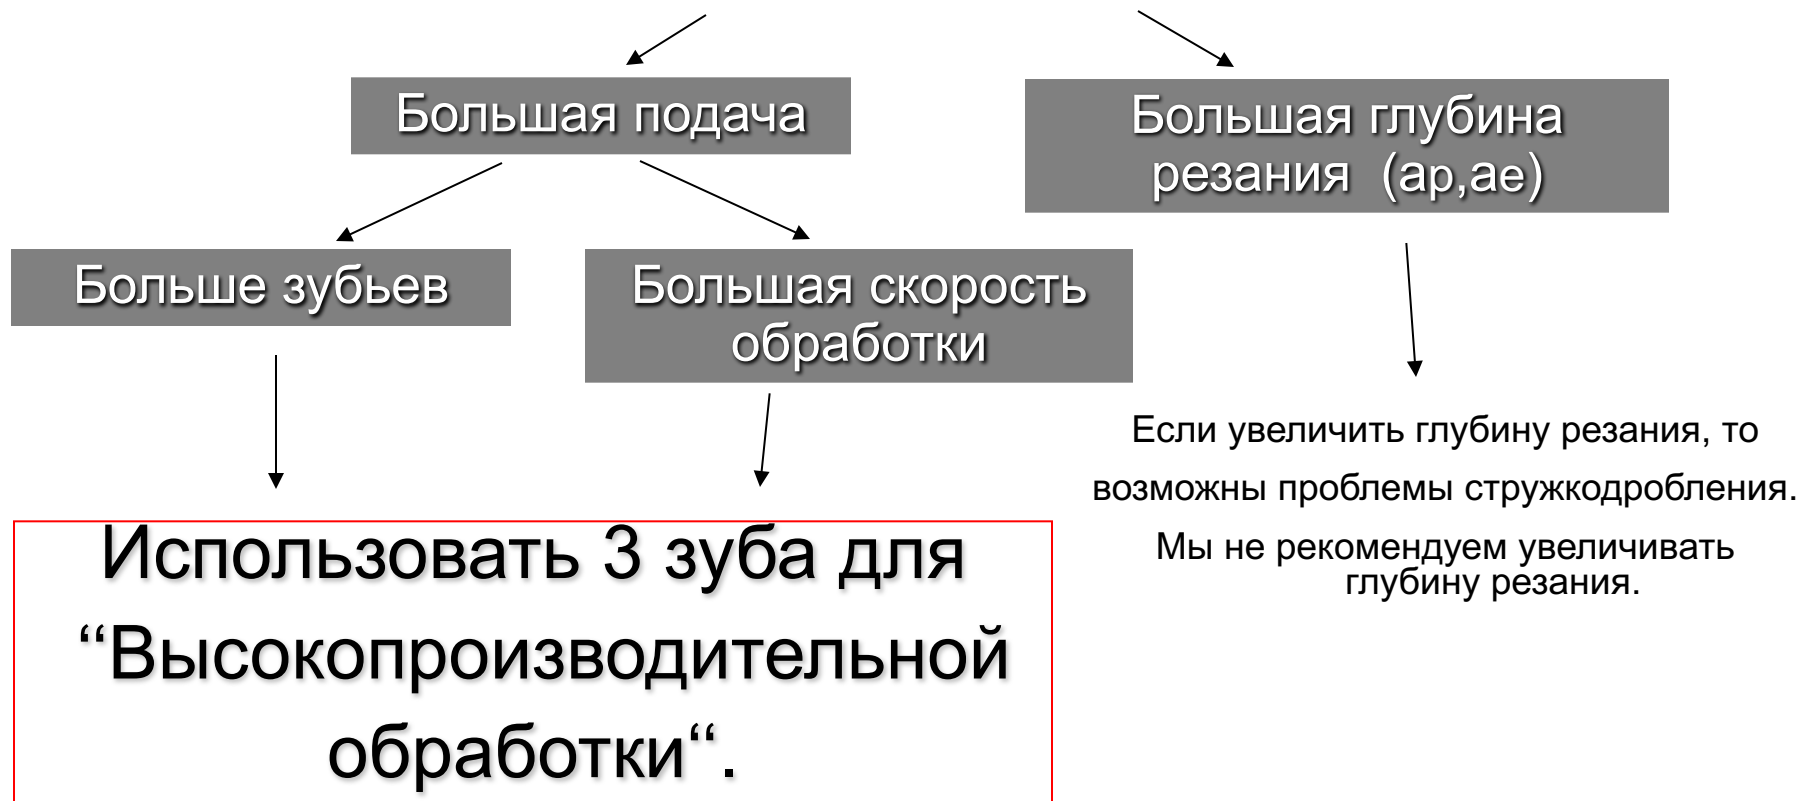 Большая подача
Большая глубина
резания (ap,ae)
Больше зубьев
Большая скорость
обработки
Если увеличить глубину резания, то
возможны проблемы стружкодробления.
Мы не рекомендуем увеличивать
глубину резания.
Использовать 3 зуба для
“Высокопроизводительной
обработки“.